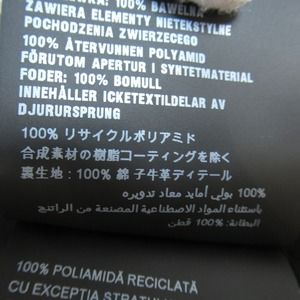 100% BAWEŁNA
ZAWIERA ELEMENTY NIETEKSTYLNE
POCHODZENIA ZWIERZECEGO
100% ÅTERVUNNEN POLYAMID
FÖRUTOM APERTUR I SYNTETMATERIAL
FODER: 100% BOMULL
INNEHÅLLER ICKETEXTILDELAR AV
DJURURSPRUNG
100% リサイクルポリアミド
合成素材の樹脂コーティングを除く
裏生地:100% 綿 子牛革ディテール
100% بولي أمايد معاد تدويره
باستثناء المواد الاصطناعية المصنعة من الراتنج
البطانة: 100% قطن
100% POLIAMIDĂ RECICLATĂ
CU EXCEPTIA